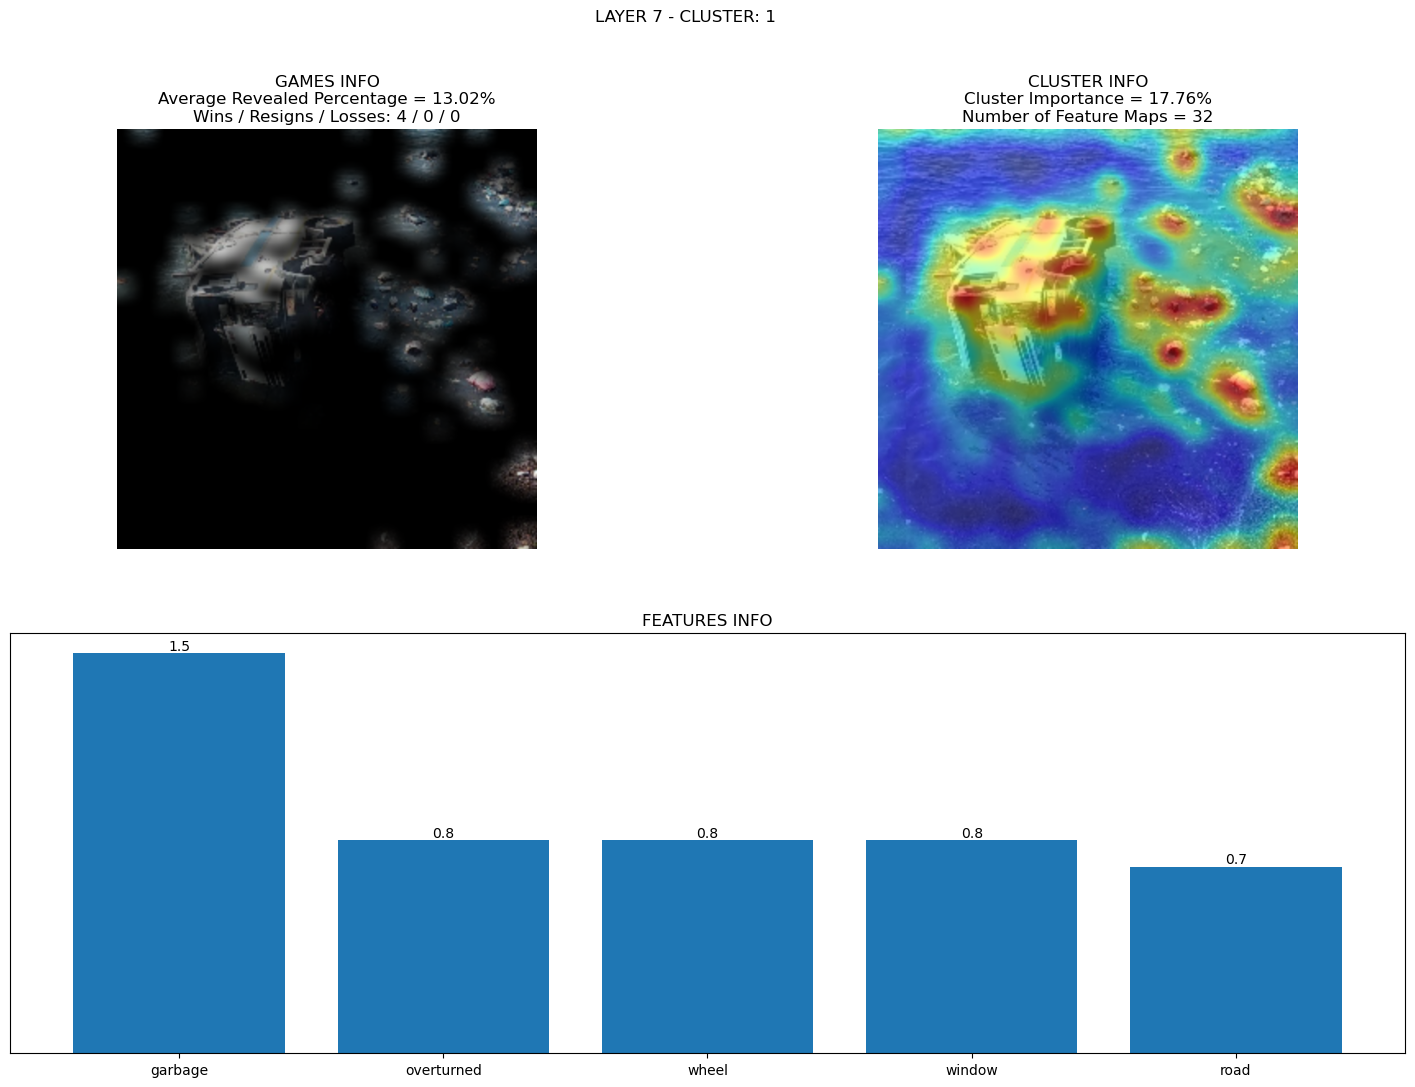 LAYER 7 - CLUSTER: 1
GAMES INFO
Average Revealed Percentage = 13.02%
Wins / Resigns / Losses: 4 / 0 / 0
CLUSTER INFO
Cluster Importance = 17.76%
Number of Feature Maps = 32
FEATURES INFO
1.5
0.8
0.8
0.8
0.7
garbage
overturned
wheel
window
road